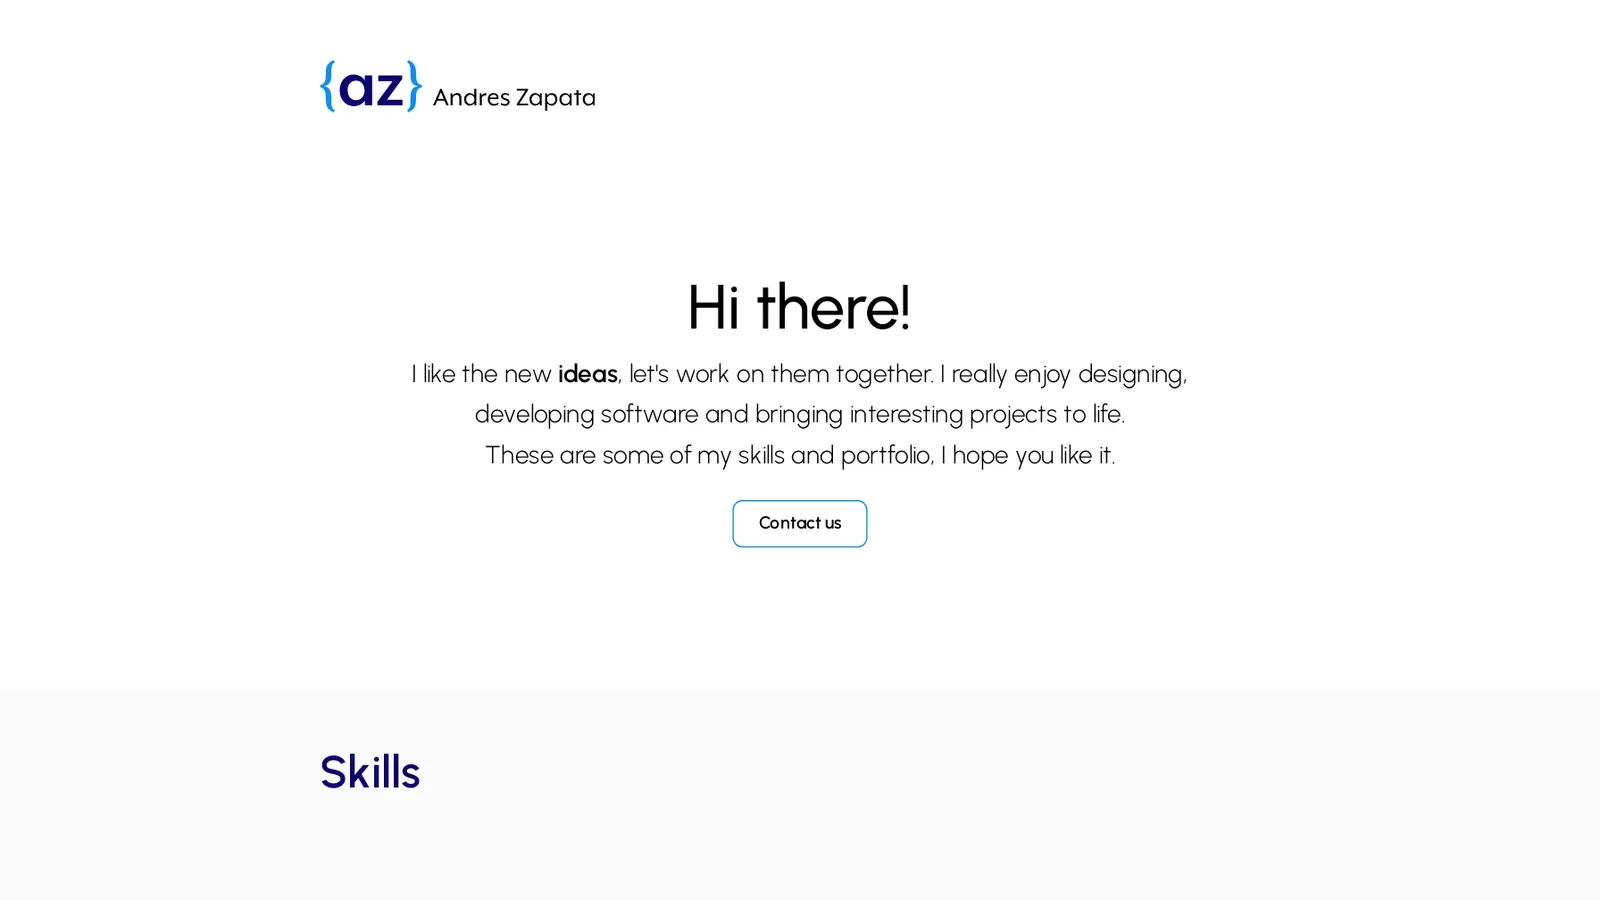 {az} Andres Zapata
Hi there!
I like the new ideas, let's work on them together. I really enjoy designing,
developing software and bringing interesting projects to life.
These are some of my skills and portfolio, I hope you like it.
Contact us
Skills